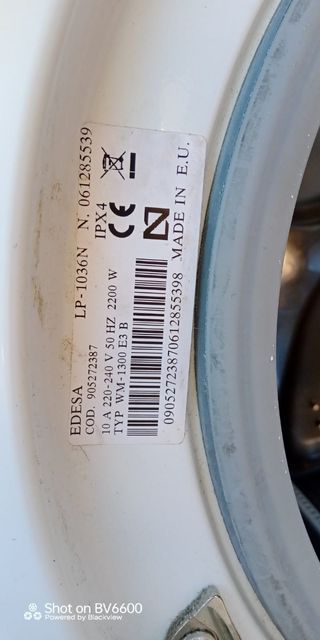 EDESA LP-1036N N. 061285539
COD. 905272387 IPX4
10 A 220-240 V 50 HZ 2200 W
TYP WM-1300 E3 B
CE
N
09052723870612855398 MADE IN E.U.
Shot on BV6600
Powered by Blackview